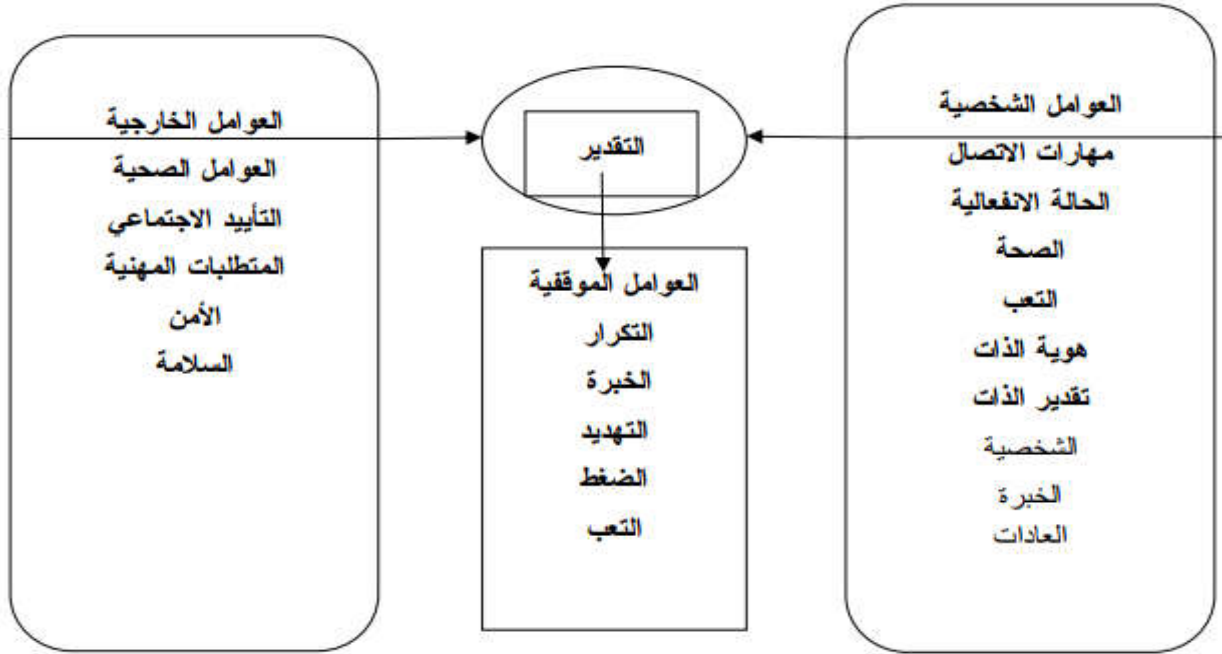 العوامل الشخصية
مهارات الاتصال
الحالة الانفعالية
الصحة
التعب
هوية الذات
تقدير الذات
الشخصية
الخبرة
العادات
التقدير
العوامل الموقفية
التكرار
الخبرة
التهديد
الضغط
التعب
العوامل الخارجية
العوامل الصحية
التأييد الاجتماعي
المتطلبات المهنية
الأمن
السلامة